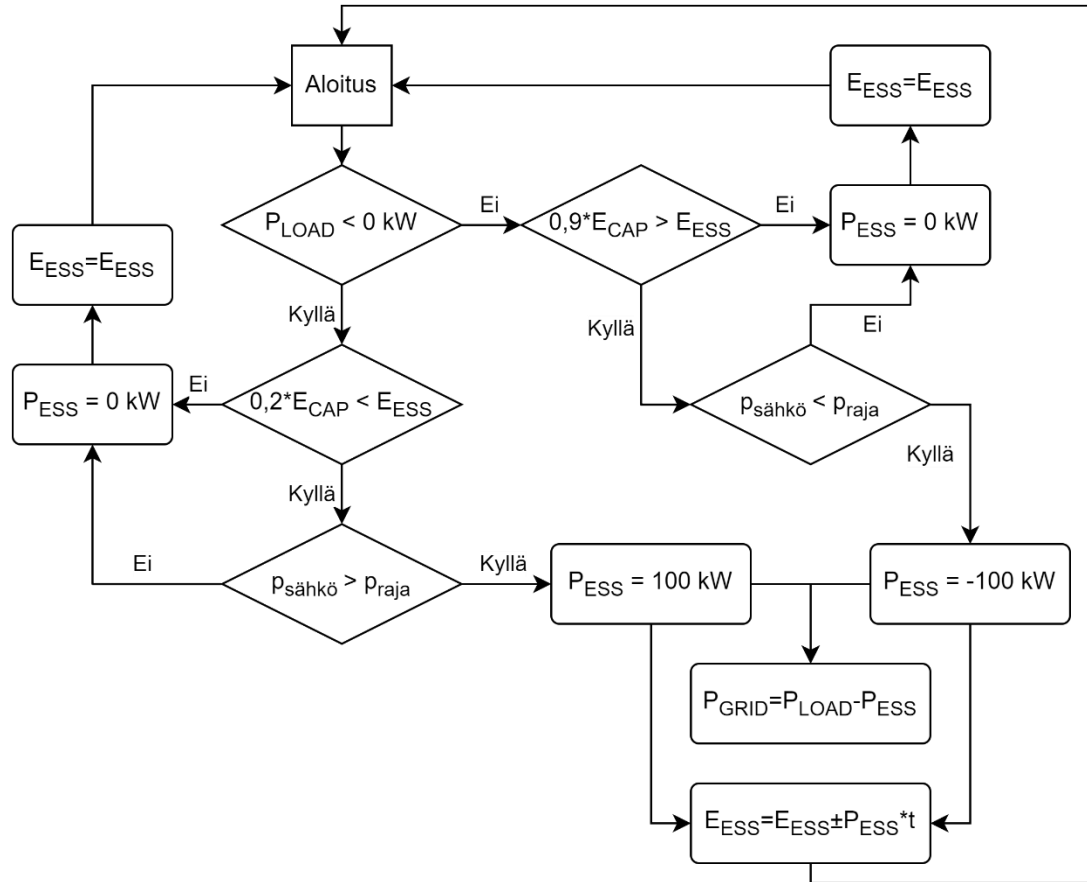 Aloitus
E_ESS=E_ESS
P_LOAD < 0 kW
Ei
0,9*E_CAP > E_ESS
Ei
P_ESS = 0 kW
E_ESS=E_ESS
Kyllä
Kyllä
Ei
P_ESS = 0 kW
Ei
0,2*E_CAP < E_ESS
p_sähkö < p_raja
Kyllä
Kyllä
Ei
p_sähkö > p_raja
Kyllä
P_ESS = 100 kW
P_ESS = -100 kW
P_GRID=P_LOAD-P_ESS
E_ESS=E_ESS±P_ESS*t